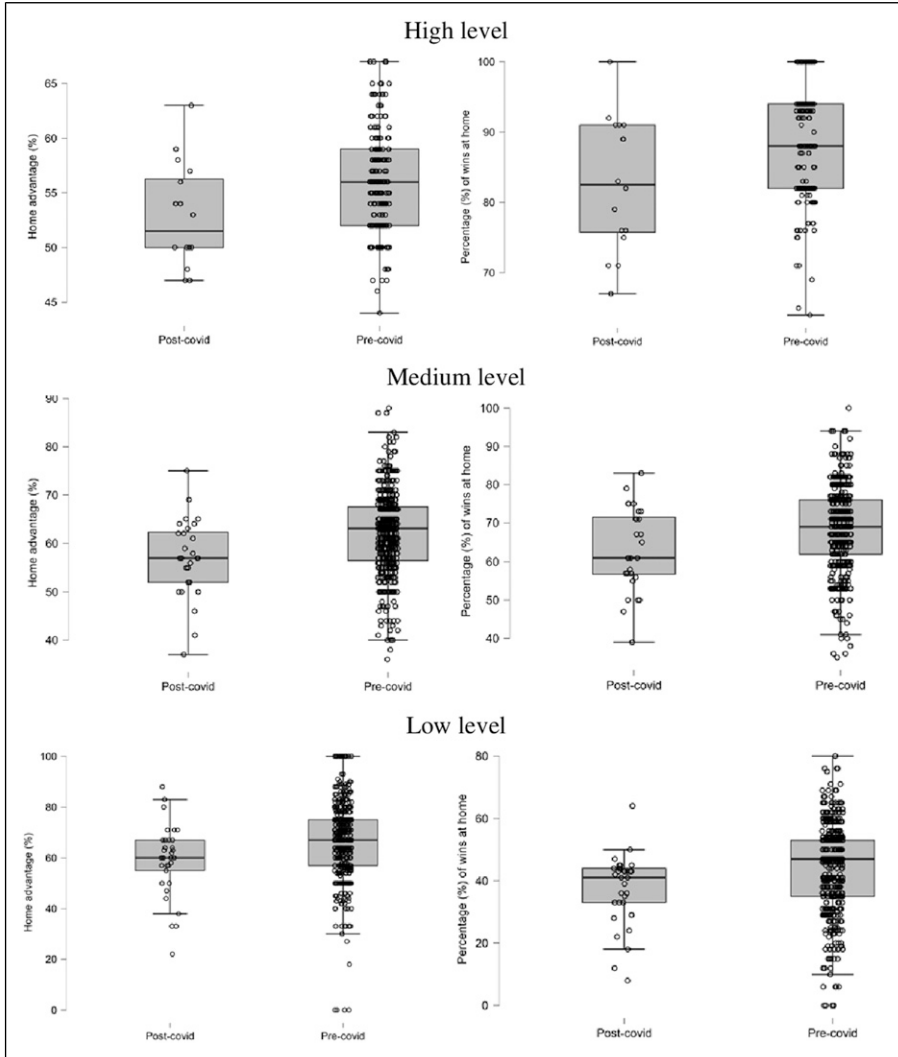 High level
Home advantage (%)
65
60
55
50
45
Post-covid
Pre-covid
Percentage (%) of wins at home
100
90
80
70
Post-covid
Pre-covid
Medium level
Home advantage (%)
90
80
70
60
50
40
Post-covid
Pre-covid
Percentage (%) of wins at home
100
90
80
70
60
50
40
Post-covid
Pre-covid
Low level
Home advantage (%)
100
80
60
40
20
0
Post-covid
Pre-covid
Percentage (%) of wins at home
80
60
40
20
0
Post-covid
Pre-covid